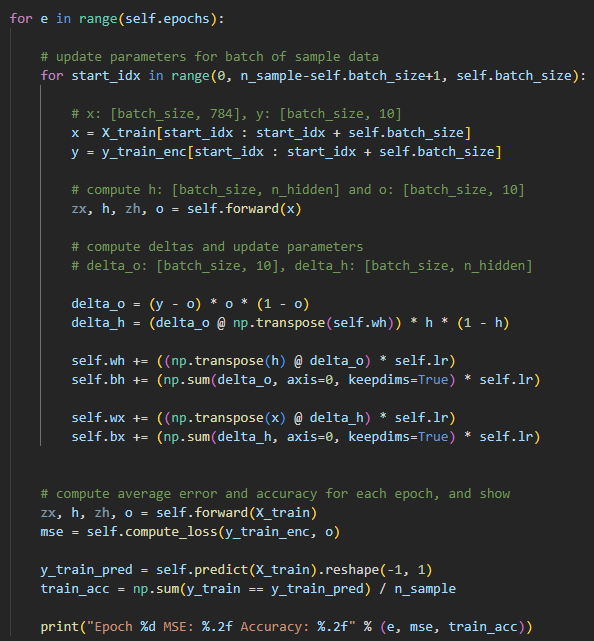 for e in range(self.epochs):
# update parameters for batch of sample data
for start_idx in range(0, n_sample-self.batch_size+1, self.batch_size):
# x: [batch_size, 784], y: [batch_size, 10]
x = X_train[start_idx : start_idx + self.batch_size]
y = y_train_enc[start_idx : start_idx + self.batch_size]
# compute h: [batch_size, n_hidden] and o: [batch_size, 10]
zx, h, zh, o = self.forward(x)
# compute deltas and update parameters
# delta_o: [batch_size, 10], delta_h: [batch_size, n_hidden]
delta_o = (y - o) * o * (1 - o)
delta_h = (delta_o @ np.transpose(self.wh)) * h * (1 - h)
self.wh += ((np.transpose(h) @ delta_o) * self.lr)
self.bh += (np.sum(delta_o, axis=0, keepdims=True) * self.lr)
self.wx += ((np.transpose(x) @ delta_h) * self.lr)
self.bx += (np.sum(delta_h, axis=0, keepdims=True) * self.lr)
# compute average error and accuracy for each epoch, and show
zx, h, zh, o = self.forward(X_train)
mse = self.compute_loss(y_train_enc, o)
y_train_pred = self.predict(X_train).reshape(-1, 1)
train_acc = np.sum(y_train == y_train_pred) / n_sample
print("Epoch %d MSE: %.2f Accuracy: %.2f" % (e, mse, train_acc))